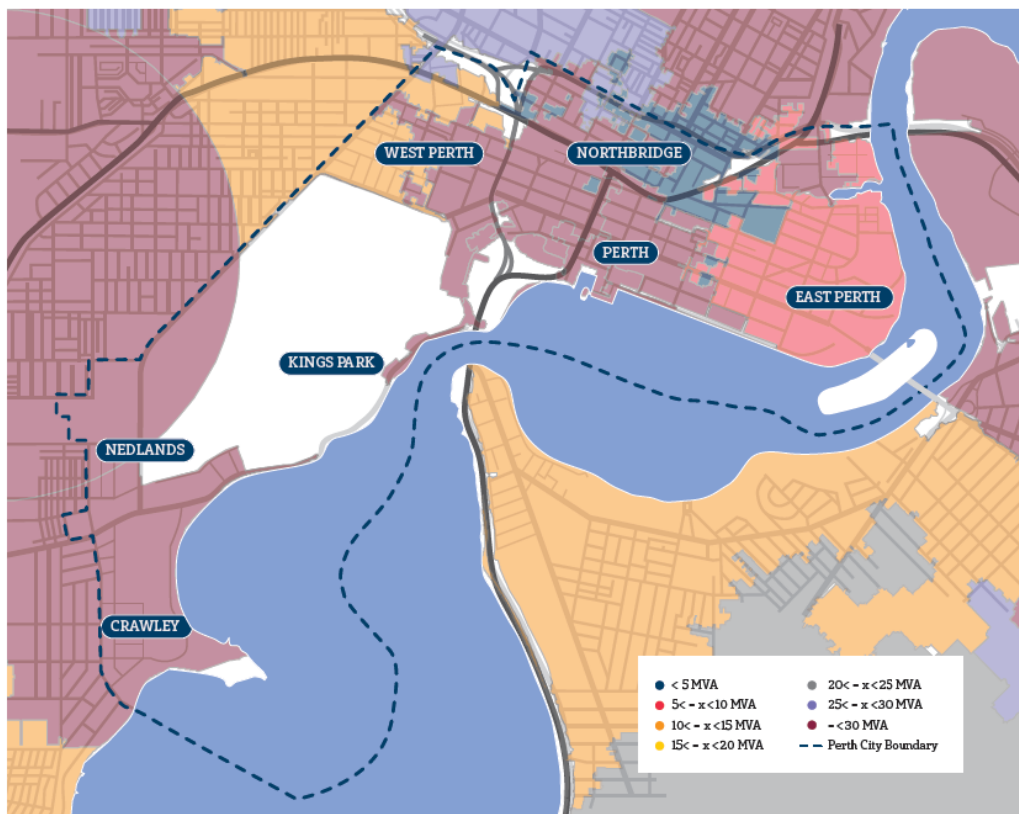 WEST PERTH
NORTHBRIDGE
PERTH
EAST PERTH
KINGS PARK
NEDLANDS
CRAWLEY
< 5 MVA
5< - x <10 MVA
10< - x <15 MVA
15< - x <20 MVA
20< - x <25 MVA
25< - x <30 MVA
-<30 MVA
Perth City Boundary